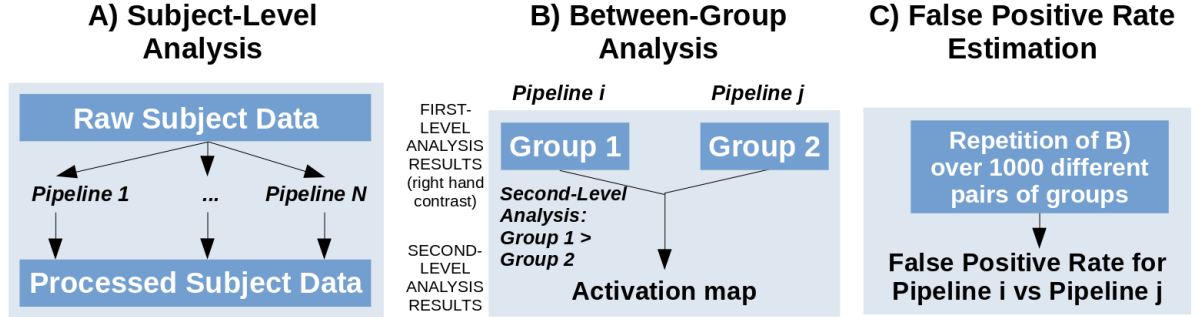 A) Subject-Level
Analysis
Raw Subject Data
Pipeline 1
...
Pipeline N
Processed Subject Data
B) Between-Group
Analysis
Pipeline i
Pipeline j
FIRST-
LEVEL
ANALYSIS
RESULTS
(right hand
contrast)
Group 1
Group 2
Second-Level
Analysis:
Group 1 >
Group 2
SECOND-
LEVEL
ANALYSIS
RESULTS
Activation map
C) False Positive Rate
Estimation
Repetition of B)
over 1000 different
pairs of groups
False Positive Rate for
Pipeline i vs Pipeline j